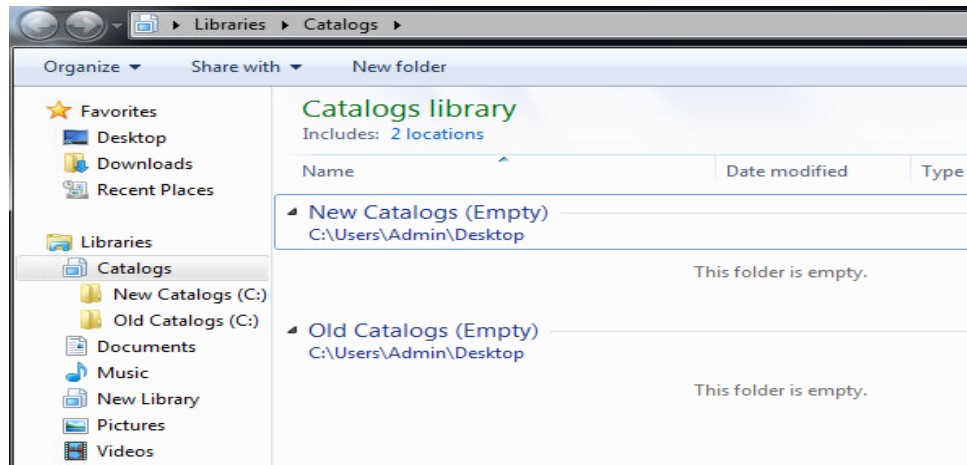 Libraries Catalogs
Organize Share with New folder
Favorites
Desktop
Downloads
Recent Places
Libraries
Catalogs
New Catalogs (C:)
Old Catalogs (C:)
Documents
Music
New Library
Pictures
Videos
Catalogs library
Includes: 2 locations
Name Date modified Type
New Catalogs (Empty)
C:\Users\Admin\Desktop
This folder is empty.
Old Catalogs (Empty)
C:\Users\Admin\Desktop
This folder is empty.